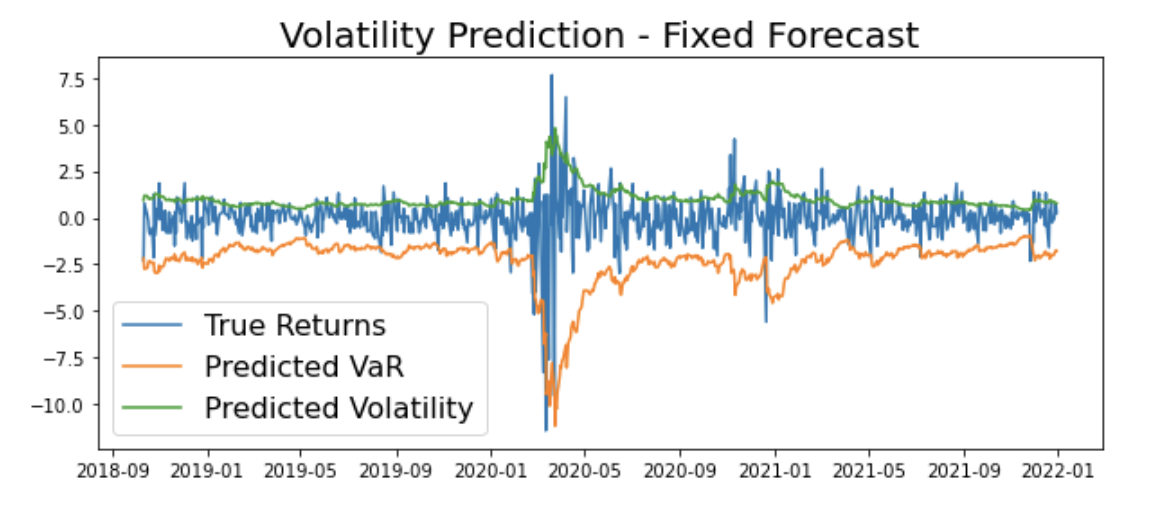 Volatility Prediction - Fixed Forecast
7.5
5.0
2.5
0.0
−2.5
−5.0
−7.5
−10.0
True Returns
Predicted VaR
Predicted Volatility
2018-09 2019-01 2019-05 2019-09 2020-01 2020-05 2020-09 2021-01 2021-05 2021-09 2022-01